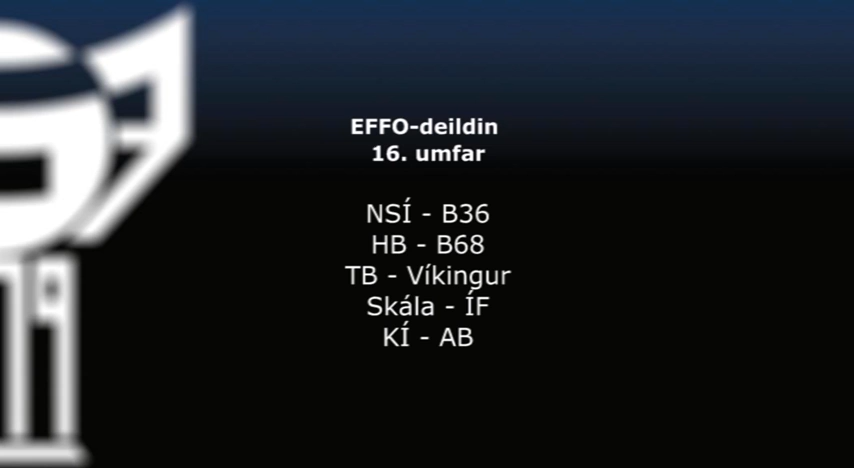 EFFO-deildin
16. umfar
NSÍ - B36
HB - B68
TB - Víkingur
Skála - ÍF
KÍ - AB